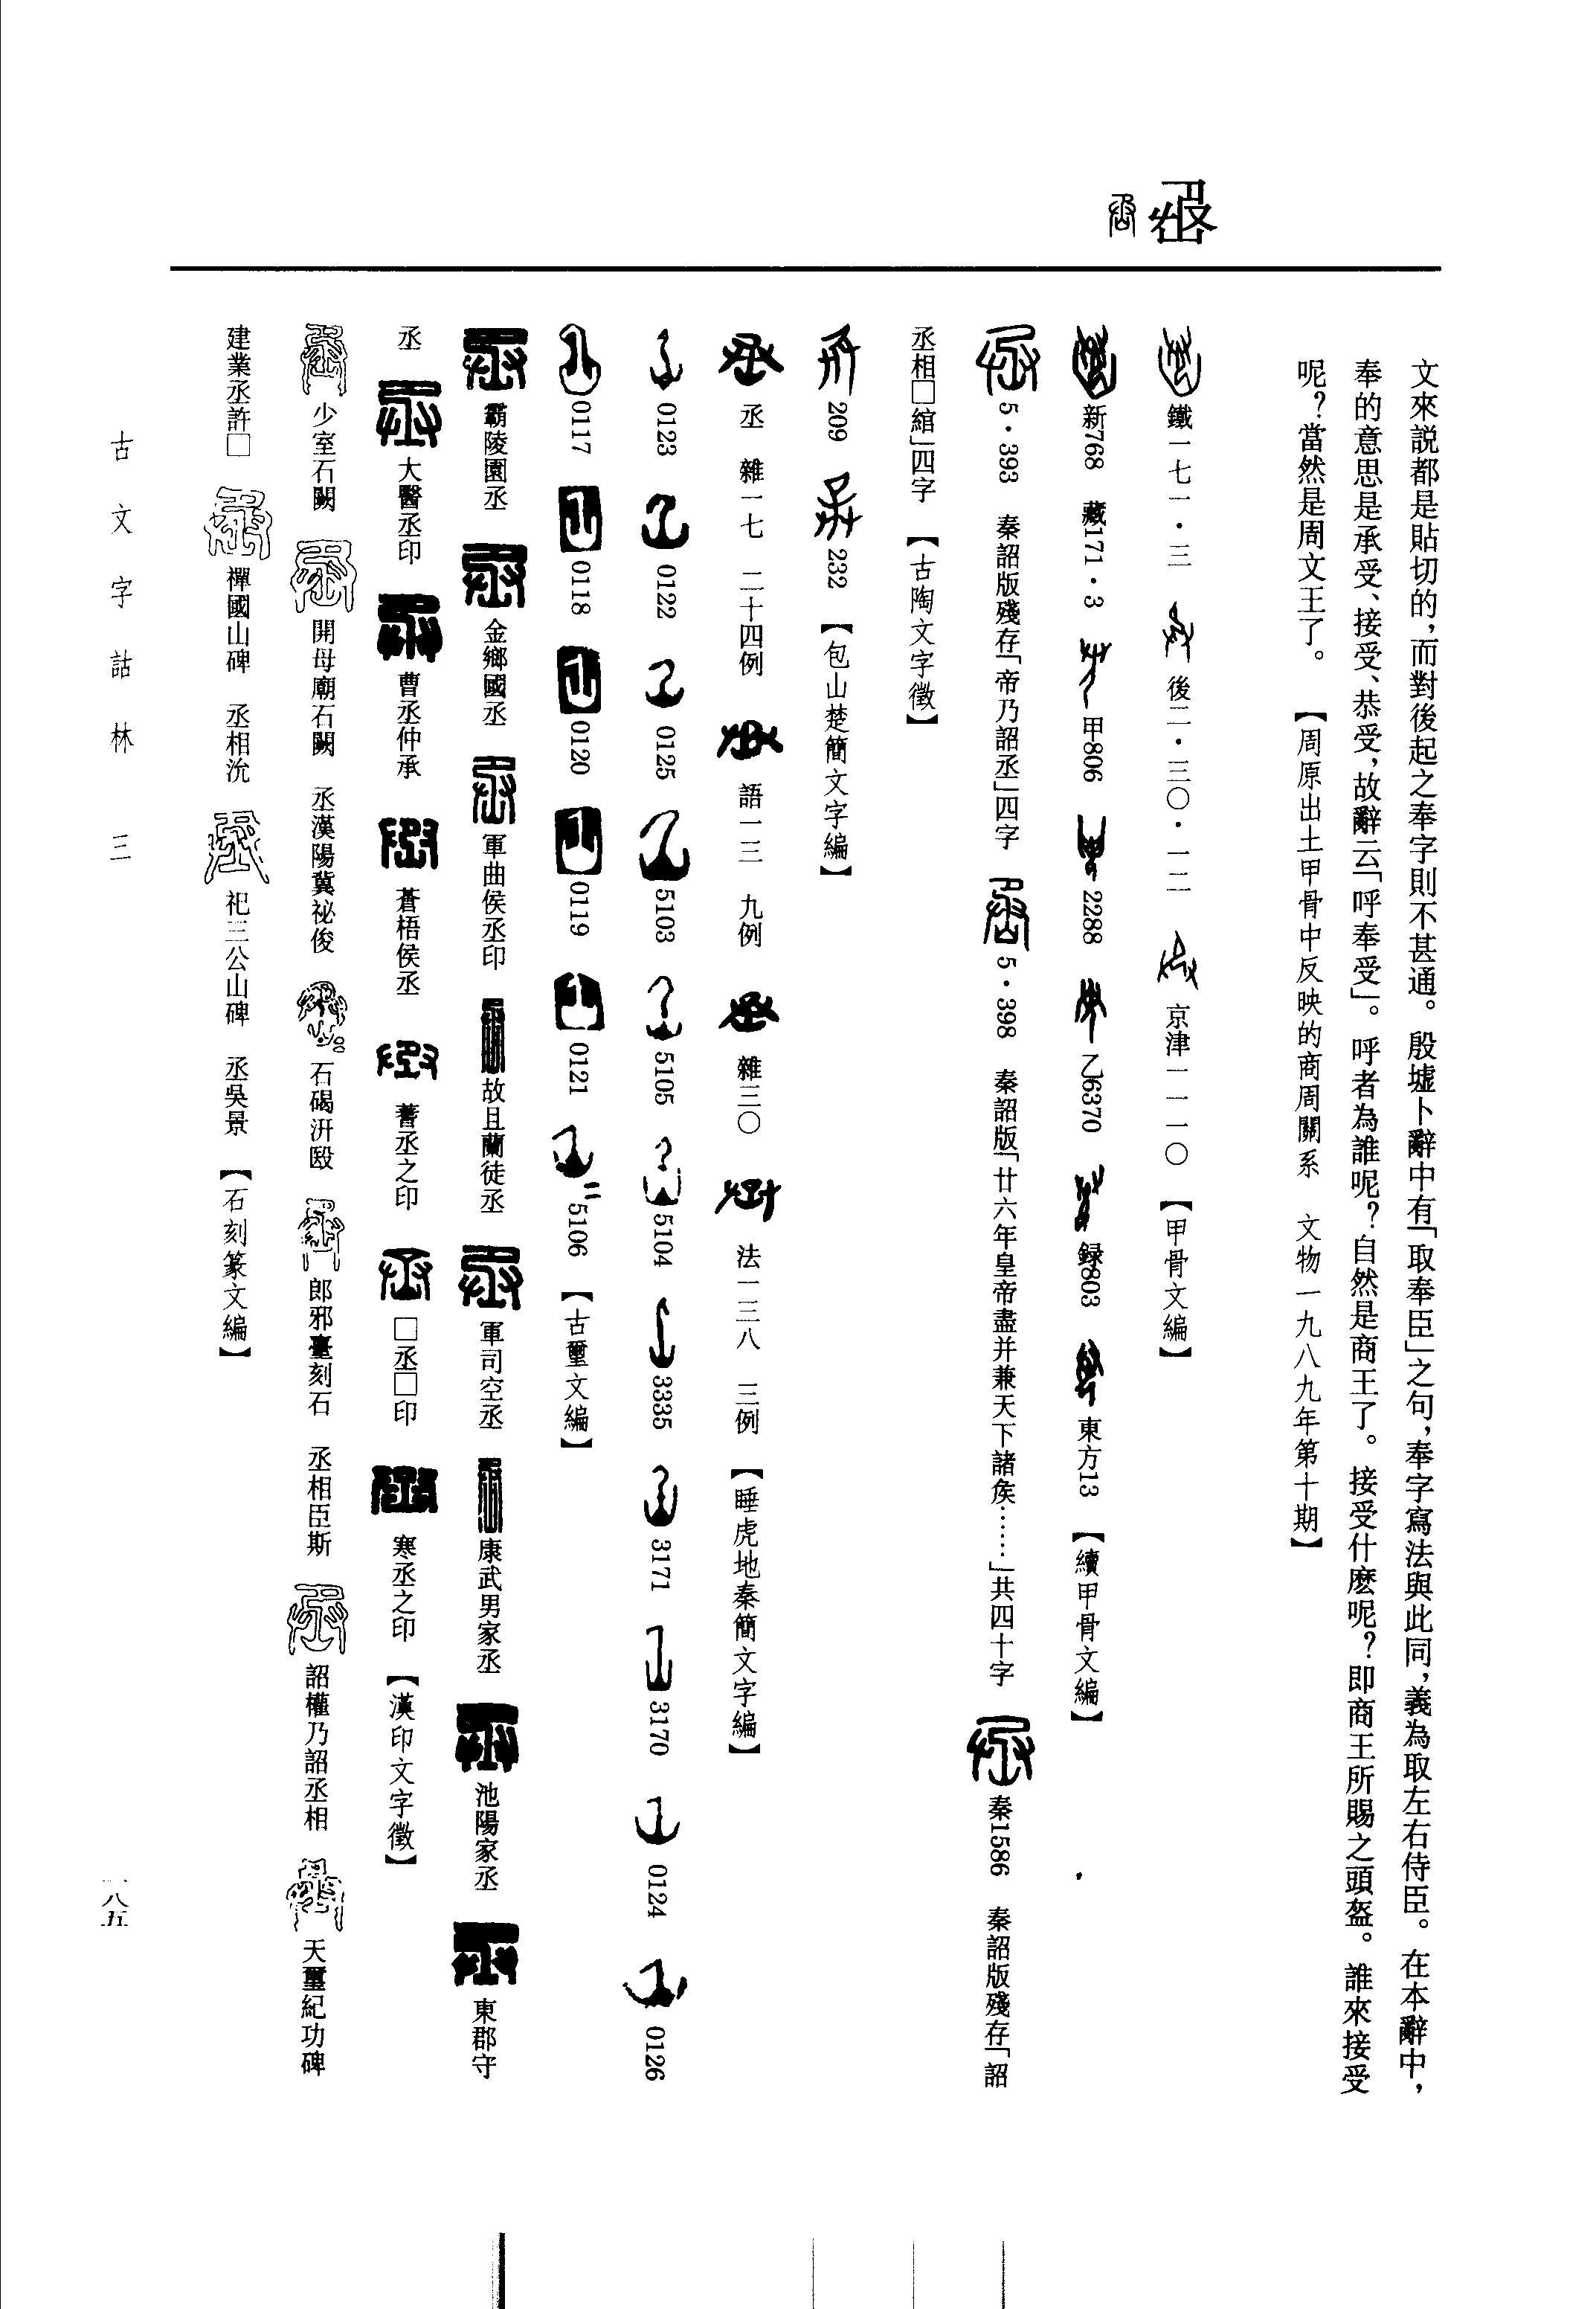 文來説都是貼切的，而對後起之奉字則不甚通。殷墟卜辭中有「取奉臣」之句，奉字寫法與此同，義為取左右侍臣。在本辭中，
奉的意思是承受、接受、恭受，故辭云「呼奉受」。呼者為誰呢？自然是商王了。接受什麽呢？即商王所賜之頭盔。誰來接受
呢？當然是周文王了。　【周原出土甲骨中反映的商周關系　文物一九八九年第十期】
鐵一七一・三　後二・三〇・一二　京津一一一〇　【甲骨文編】
新768　藏171・3　甲806　2288　乙6370　録803　東方13　【續甲骨文編】
5・393　秦詔版殘存「帝乃詔丞」四字　5・398　秦詔版「廿六年皇帝盡并兼天下諸矦……」共四十字　秦1586　秦詔版殘存「詔
丞相□綰」四字　【古陶文字徵】
209　232　【包山楚簡文字編】
丞　雜一七　二十四例　語一三　九例　雜三〇　法一三八　三例　【睡虎地秦簡文字編】
0123　0122　0125　5103　5105　5104　3335　3171　3170　0124　0126
0117　0118　0120　0119　0121　5106　【古璽文編】
霸陵園丞　金鄉國丞　軍曲侯丞印　故且蘭徒丞　軍司空丞　康武男家丞　池陽家丞　東郡守
丞　大醫丞印　曹丞仲承　蒼梧侯丞　蓍丞之印　□丞□印　寒丞之印　【漢印文字徵】
少室石闕　開母廟石闕　丞漢陽冀祕俊　石碣汧殹　郎邪臺刻石　丞相臣斯　詔權乃詔丞相　天璽紀功碑
建業丞許□　禪國山碑　丞相沇　祀三公山碑　丞吳景　【石刻篆文編】
古文字詁林　三
一八五